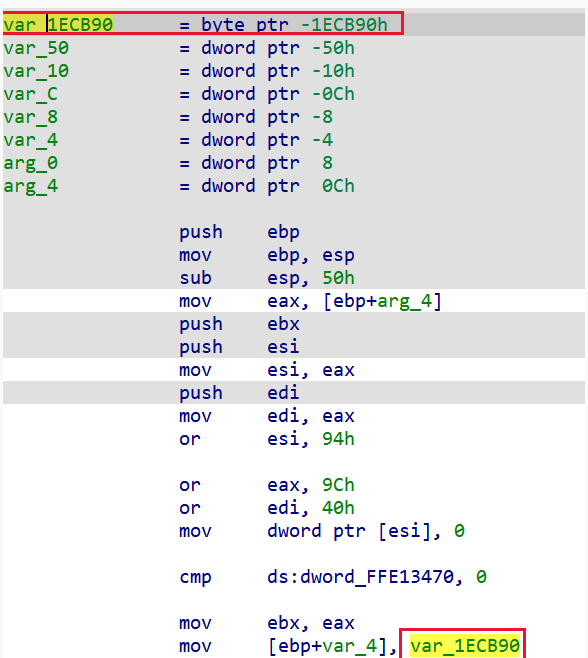 var_1ECB90 = byte ptr -1ECB90h
var_50 = dword ptr -50h
var_10 = dword ptr -10h
var_C = dword ptr -0Ch
var_8 = dword ptr -8
var_4 = dword ptr -4
arg_0 = dword ptr 8
arg_4 = dword ptr 0Ch
push ebp
mov ebp, esp
sub esp, 50h
mov eax, [ebp+arg_4]
push ebx
push esi
mov esi, eax
push edi
mov edi, eax
or esi, 94h
or eax, 9Ch
or edi, 40h
mov dword ptr [esi], 0
cmp ds:dword_FFE13470, 0
mov ebx, eax
mov [ebp+var_4], var_1ECB90